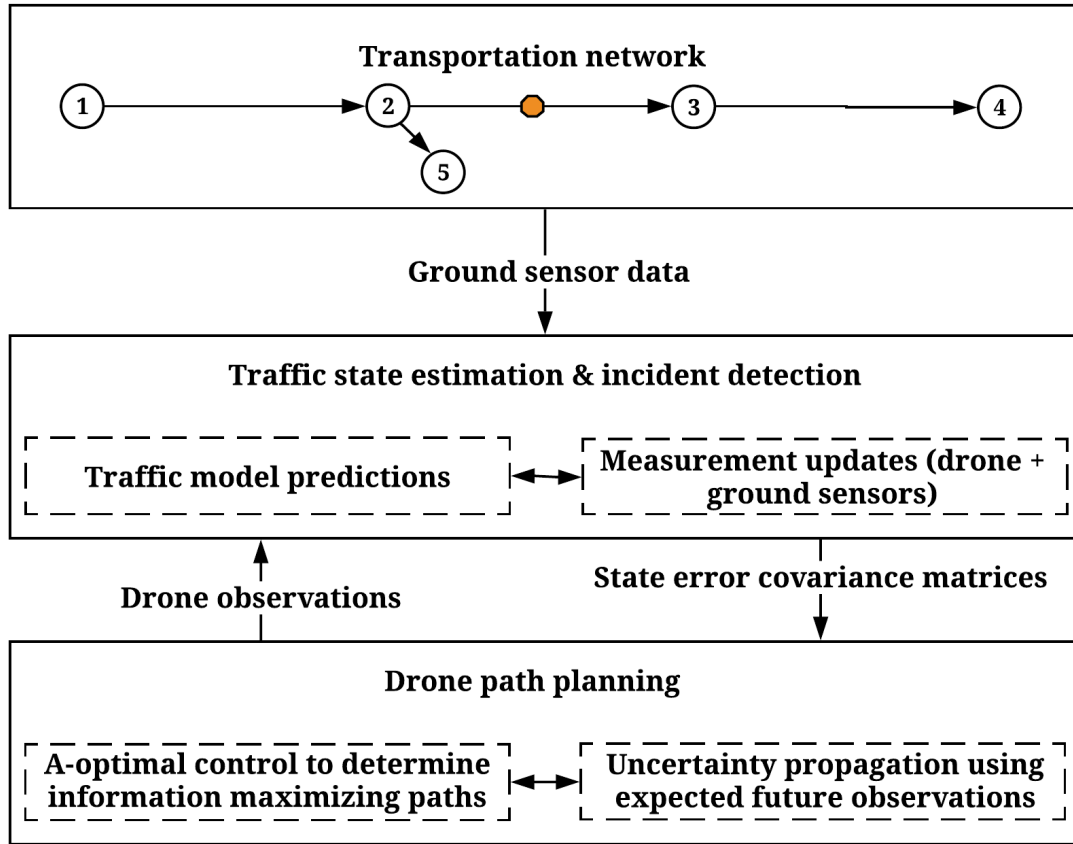 Transportation network
1
2
3
4
5
Ground sensor data
Traffic state estimation & incident detection
Traffic model predictions
Measurement updates (drone +
ground sensors)
Drone observations
State error covariance matrices
Drone path planning
A-optimal control to determine
information maximizing paths
Uncertainty propagation using
expected future observations